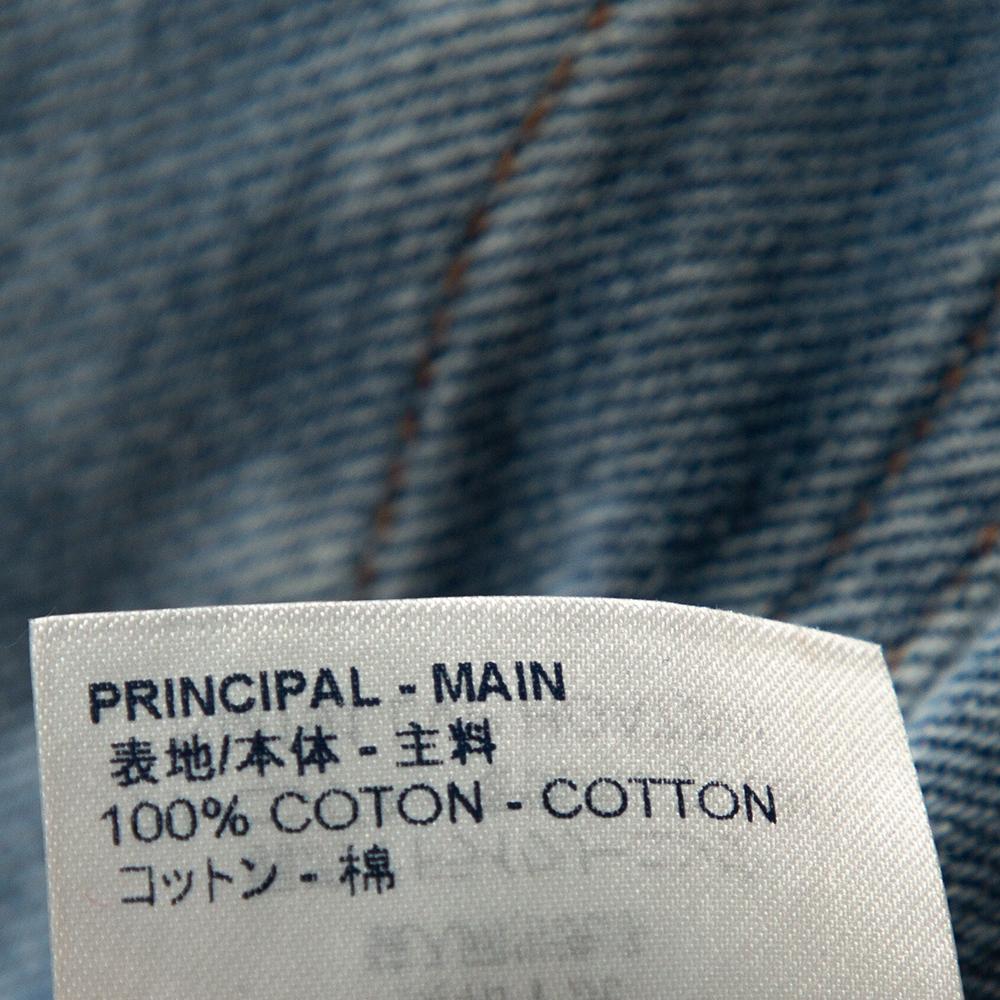 PRINCIPAL - MAIN
表地/本体 - 主料
100% COTON - COTTON
コットン - 棉